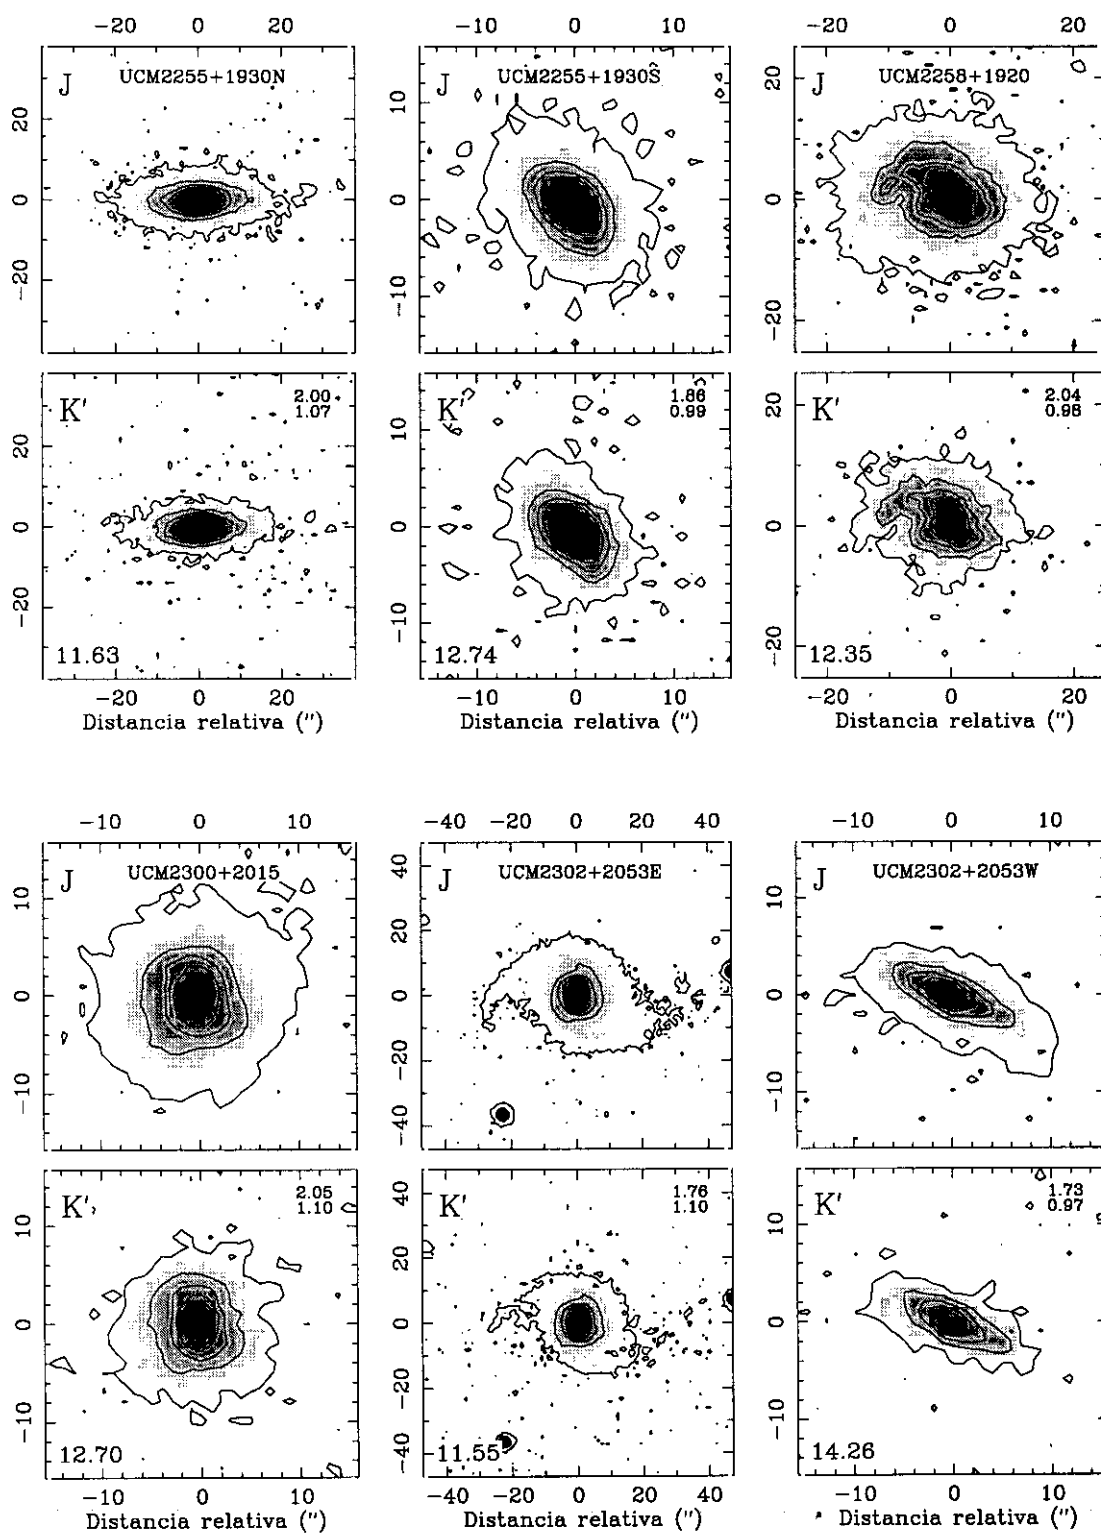 −20 0 20
−10 0 10
−20 0 20
J UCM2255+1930N
J UCM2255+1930S
J UCM2258+1920
20
0
−20
10
0
−10
20
0
−20
K' 2.00
1.07
K' 1.86
0.99
K' 2.04
0.98
20
0
−20
10
0
−10
20
0
−20
11.63
12.74
12.35
−20 0 20
−10 0 10
−20 0 20
Distancia relativa (")
Distancia relativa (")
Distancia relativa (")
−10 0 10
−40 −20 0 20 40
−10 0 10
J UCM2300+2015
J UCM2302+2053E
J UCM2302+2053W
10
0
−10
40
20
0
−20
−40
10
0
−10
K' 2.05
1.10
K' 1.76
1.10
K' 1.73
0.97
10
0
−10
40
20
0
−20
−40
10
0
−10
12.70
11.55
14.26
−10 0 10
−40 −20 0 20 40
−10 0 10
Distancia relativa (")
Distancia relativa (")
Distancia relativa (")